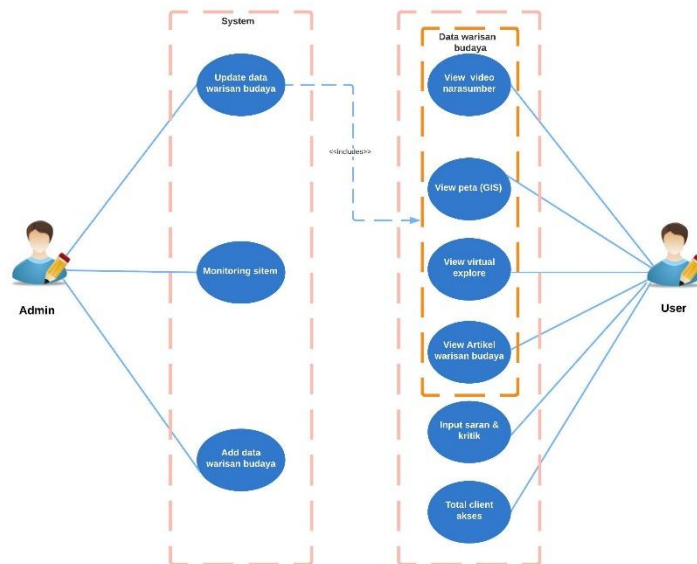 System
Update data
warisan budaya
Monitoring sitem
Add data
warisan budaya
Admin
<<Includes>>
Data warisan
budaya
View video
narasumber
View peta (GIS)
View virtual
explore
View Artikel
warisan budaya
Input saran &
kritik
Total client
akses
User